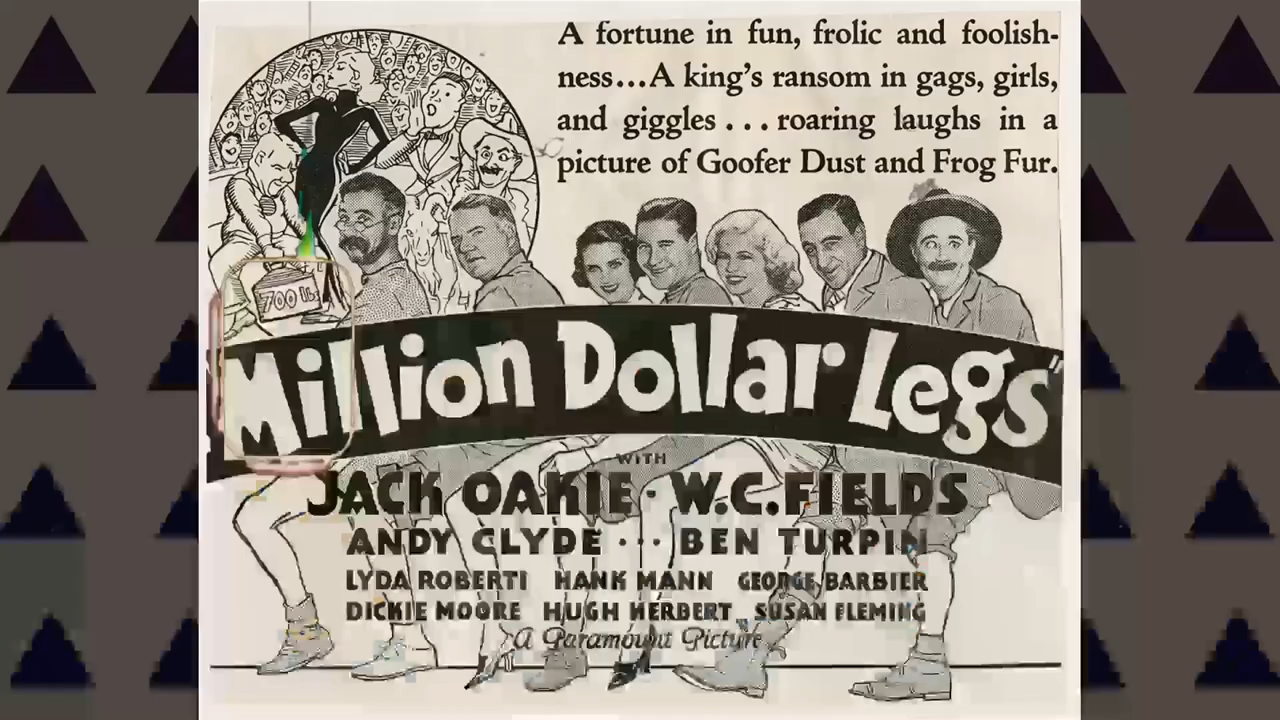 A fortune in fun, frolic and foolish-
ness...A king's ransom in gags, girls,
and giggles... roaring laughs in a
picture of Goofer Dust and Frog Fur.
700 lbs
Million Dollar Legs"
WITH
JACK OAKIE · W.C.FIELDS
ANDY CLYDE ··· BEN TURPIN
LYDA ROBERTI HANK MANN GEORGE BARBIER
DICKIE MOORE HUGH HERBERT SUSAN FLEMING
A Paramount Picture